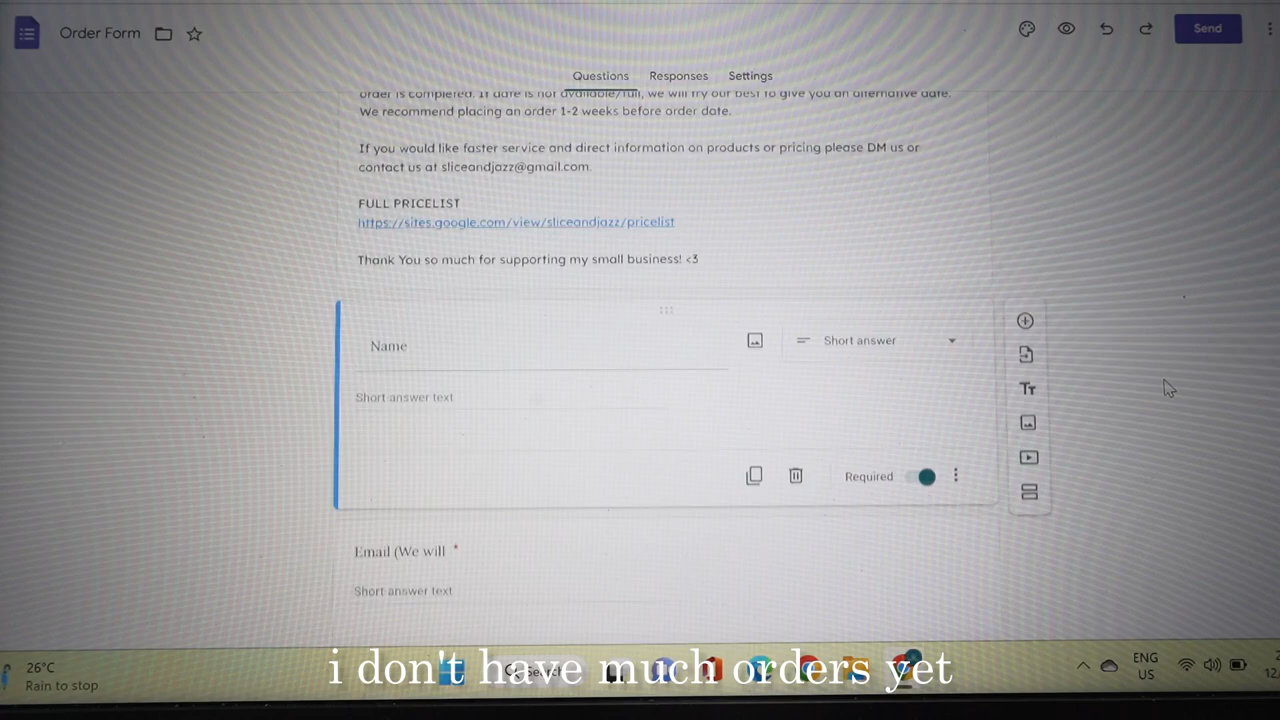 Order Form
Send
Questions Responses Settings
order is completed. If date is not available/full, we will try our best to give you an alternative date.
We recommend placing an order 1-2 weeks before order date.
If you would like faster service and direct information on products or pricing please DM us or
contact us at sliceandjazz@gmail.com.
FULL PRICELIST
https://sites.google.com/view/sliceandjazz/pricelist
Thank You so much for supporting my small business! <3
Name
Short answer
Short answer text
Required
Email (We will *
Short answer text
i don't have much orders yet
26°C
Rain to stop
Search
ENG
US